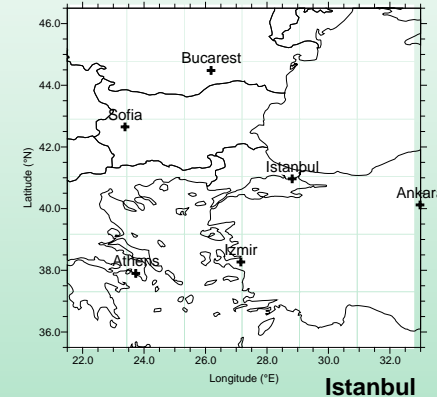 46.0
Bucarest
44.0
Sofia
42.0
Istanbul
Latitude (°N)
Ankara
40.0
Izmir
Athens
38.0
36.0
22.0 24.0 26.0 28.0 30.0 32.0
Longitude (°E)
Istanbul